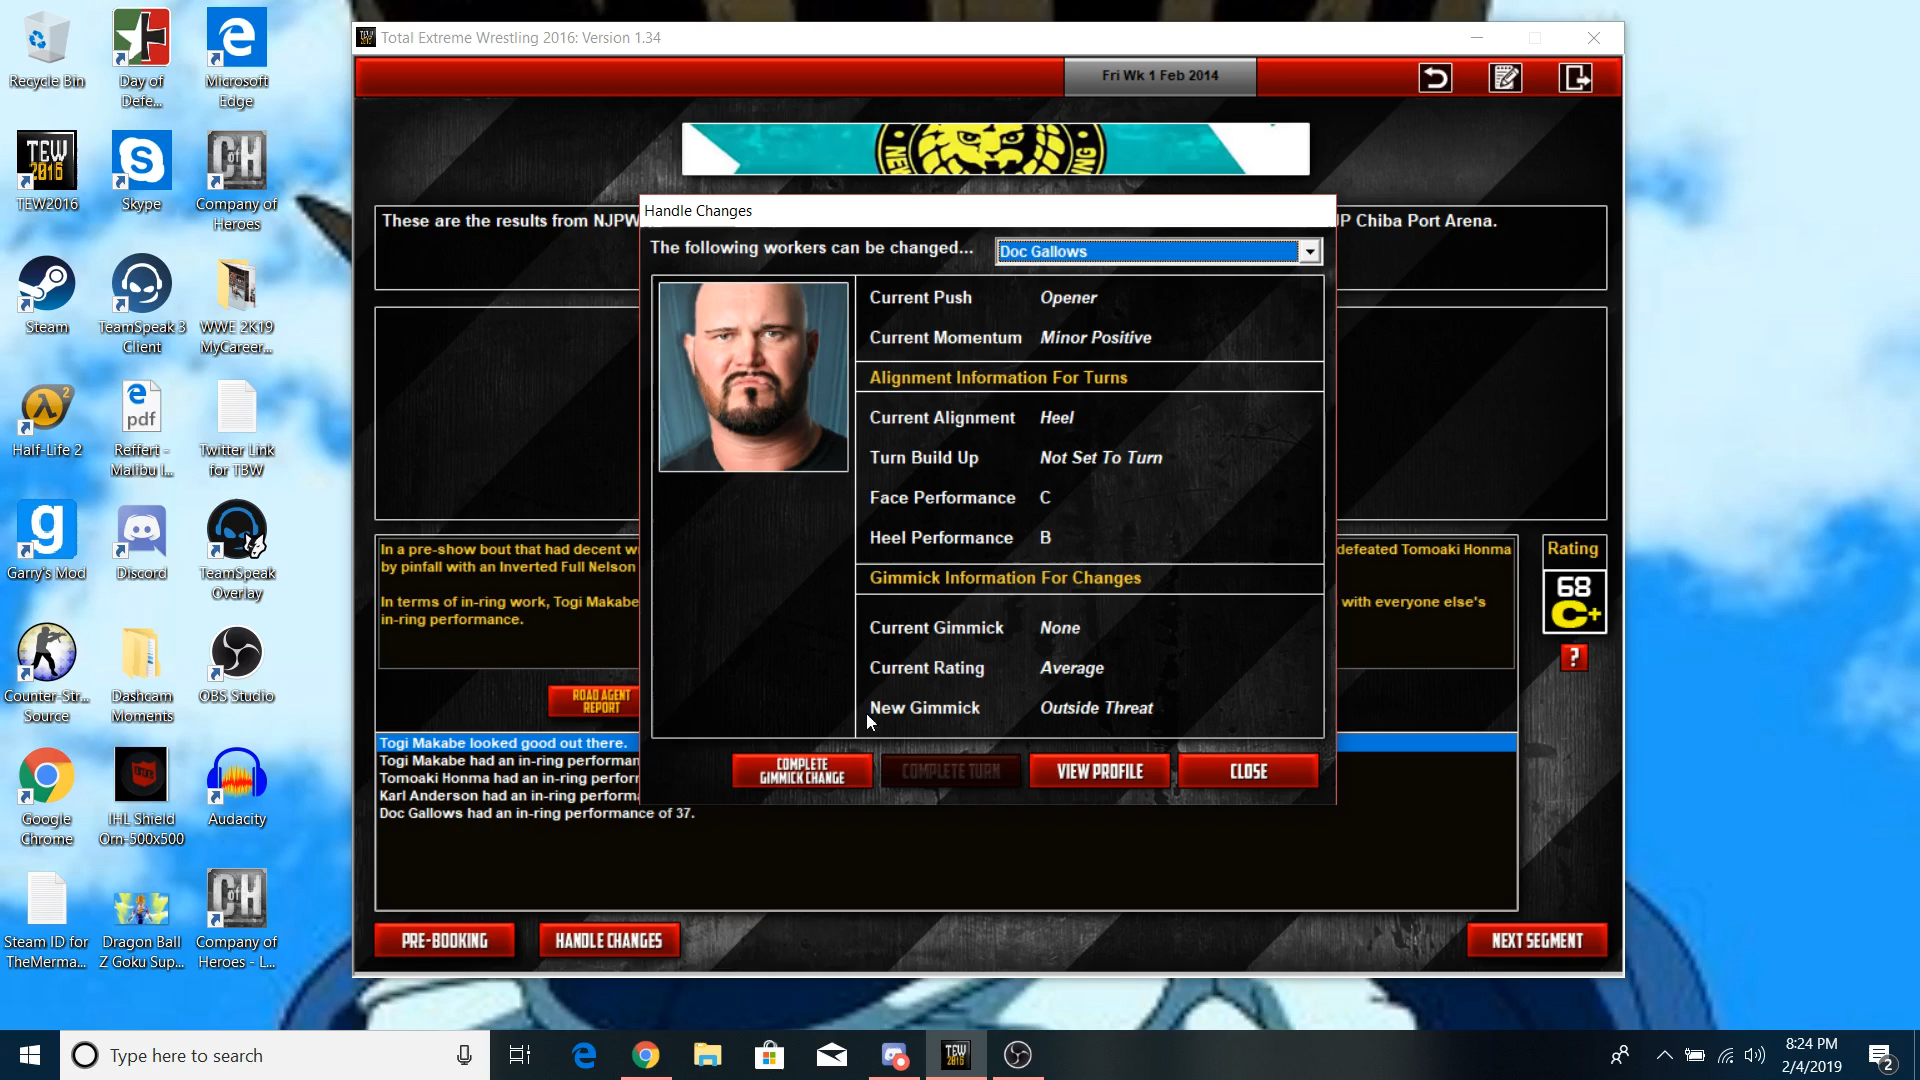 Recycle Bin
Day of
Defe...
Microsoft
Edge
TEW
2016
TEW2016
Skype
Company of
Heroes
Steam
TeamSpeak 3
Client
WWE 2K19
MyCareer...
Half-Life 2
pdf
Reffert -
Malibu l...
Twitter Link
for TBW
Garry's Mod
Discord
TeamSpeak
Overlay
Counter-Str...
Source
Dashcam
Moments
OBS Studio
Google
Chrome
IHL Shield
Orn-500x500
Audacity
Steam ID for
TheMerma...
Dragon Ball
Z Goku Sup...
Company of
Heroes - L...
Total Extreme Wrestling 2016: Version 1.34
Fri Wk 1 Feb 2014
These are the results from NJPW
JP Chiba Port Arena.
Handle Changes
The following workers can be changed...
Doc Gallows
Current Push Opener
Current Momentum Minor Positive
Alignment Information For Turns
Current Alignment Heel
Turn Build Up Not Set To Turn
Face Performance C
Heel Performance B
Gimmick Information For Changes
Current Gimmick None
Current Rating Average
New Gimmick Outside Threat
COMPLETE
GIMMICK CHANGE
COMPLETE TURN
VIEW PROFILE
CLOSE
In a pre-show bout that had decent
defeated Tomoaki Honma
by pinfall with an Inverted Full Nelson
In terms of in-ring work, Togi Makabe
with everyone else's
in-ring performance.
Rating
68
C+
?
ROAD AGENT
REPORT
Togi Makabe looked good out there.
Togi Makabe had an in-ring performan
Tomoaki Honma had an in-ring perfor
Karl Anderson had an in-ring performa
Doc Gallows had an in-ring performance of 37.
PRE-BOOKING
HANDLE CHANGES
NEXT SEGMENT
Type here to search
TEW
2016
8:24 PM
2/4/2019
2